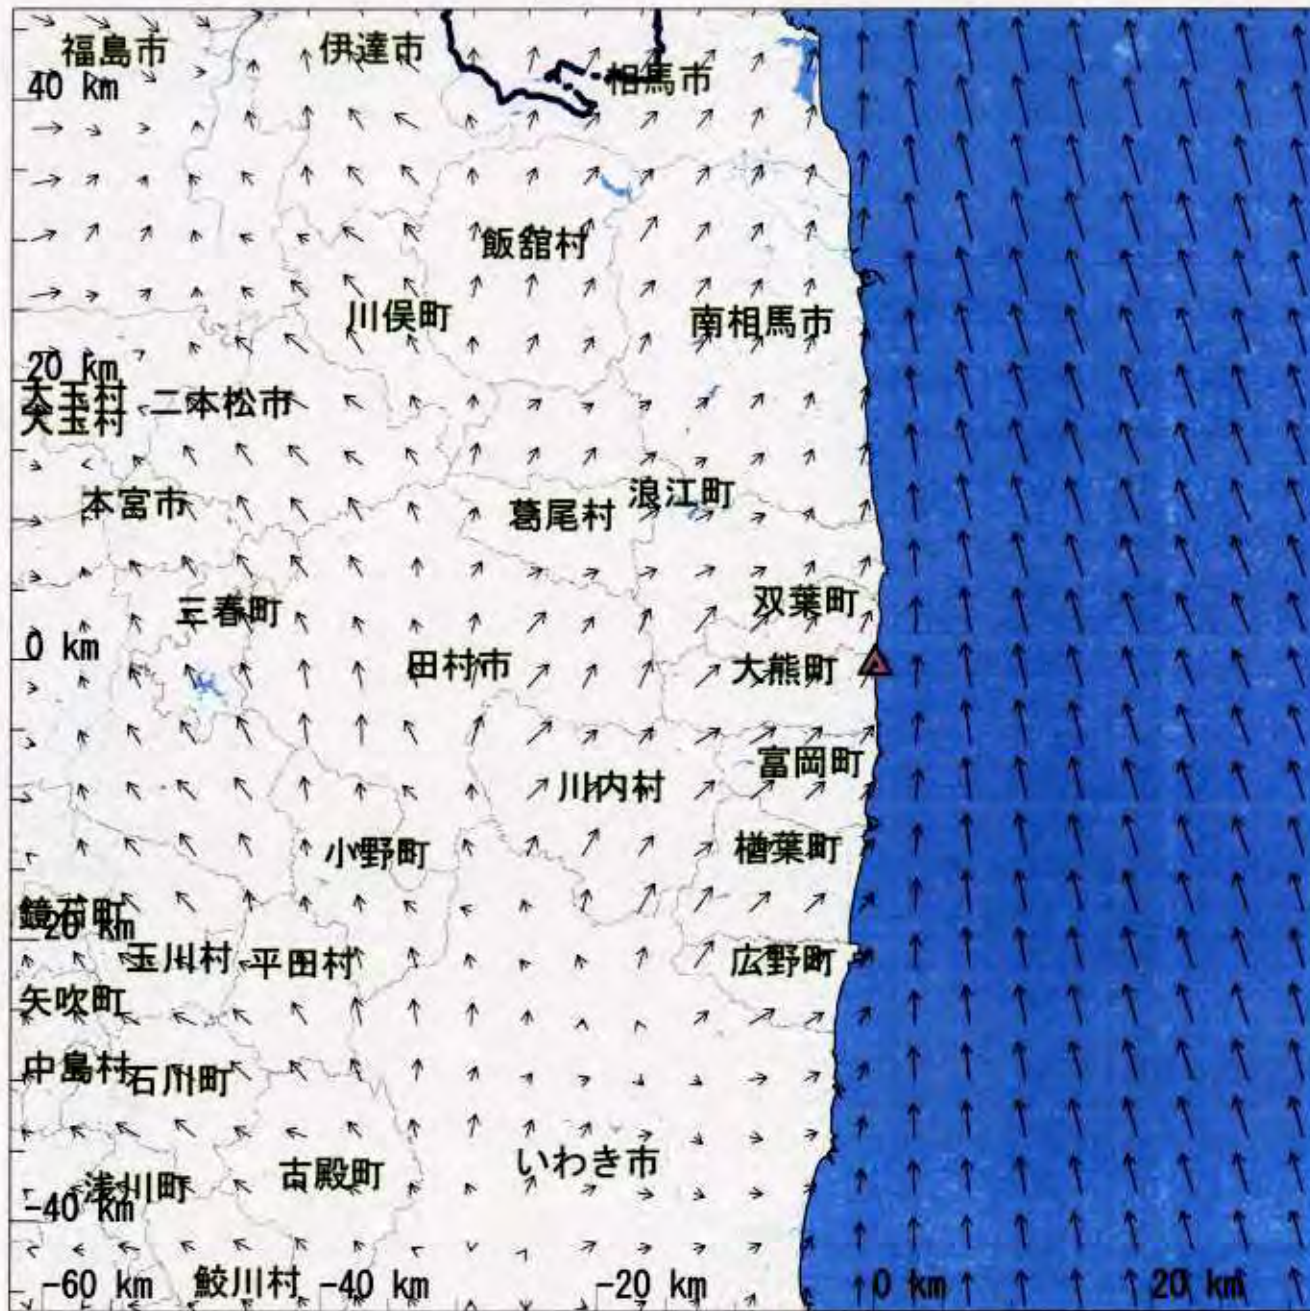 福島市
伊達市
相馬市
40 km
飯舘村
川俣町
南相馬市
20 km
大玉村
大玉村
二本松市
本宮市
葛尾村
浪江町
三春町
双葉町
0 km
田村市
大熊町
富岡町
川内村
小野町
楢葉町
鏡石町
-20 km
玉川村
平田村
広野町
矢吹町
中島村
石川町
いわき市
浅川町
古殿町
-40 km
-60 km
鮫川村
-40 km
-20 km
0 km
20 km